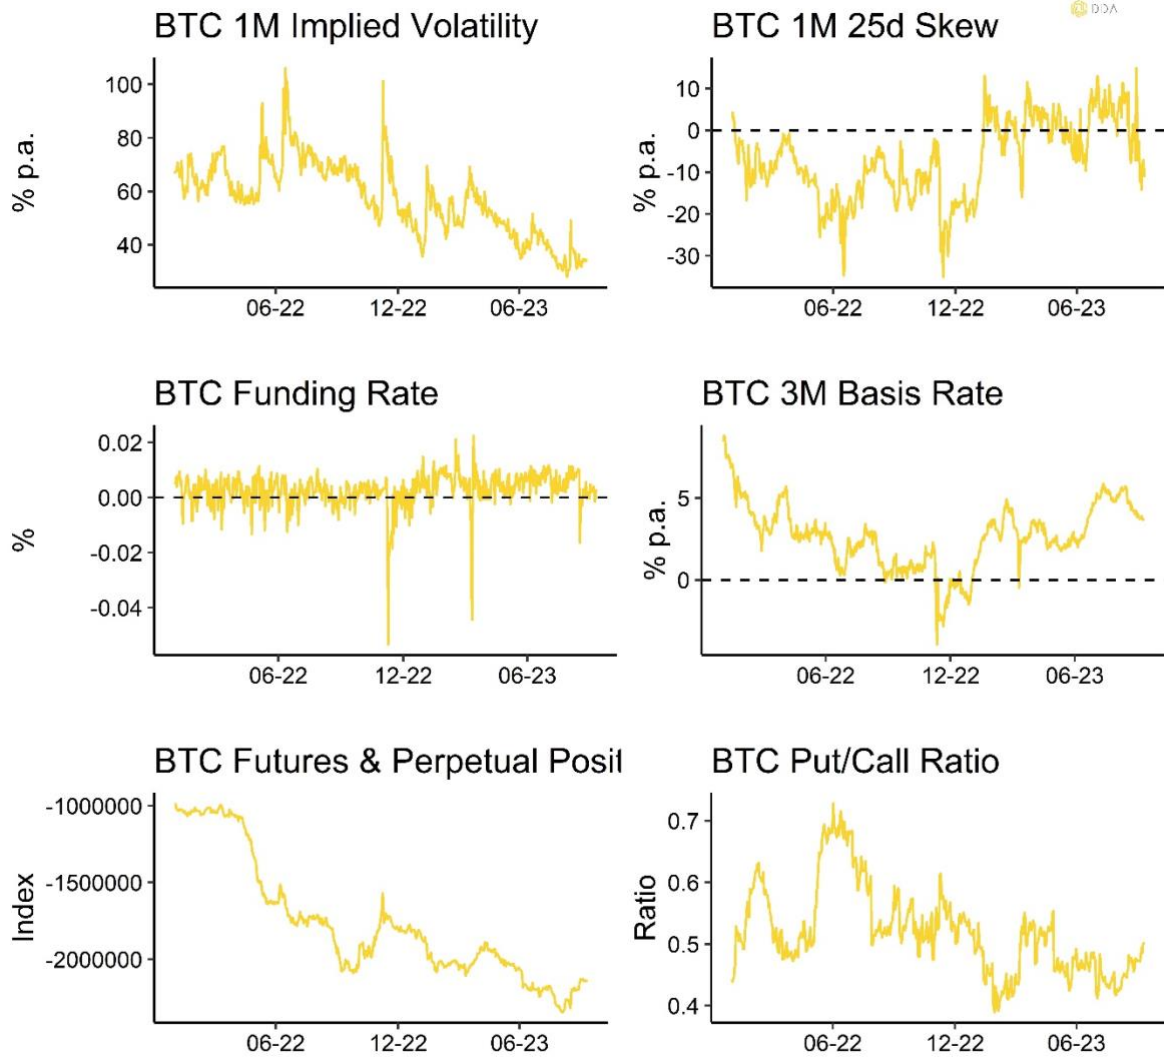 DDA
BTC 1M Implied Volatility
% p.a.
100
80
60
40
06-22 12-22 06-23
BTC 1M 25d Skew
% p.a.
10
0
-10
-20
-30
06-22 12-22 06-23
BTC Funding Rate
%
0.02
0.00
-0.02
-0.04
06-22 12-22 06-23
BTC 3M Basis Rate
% p.a.
5
0
06-22 12-22 06-23
BTC Futures & Perpetual Posit
Index
-1000000
-1500000
-2000000
06-22 12-22 06-23
BTC Put/Call Ratio
Ratio
0.7
0.6
0.5
0.4
06-22 12-22 06-23